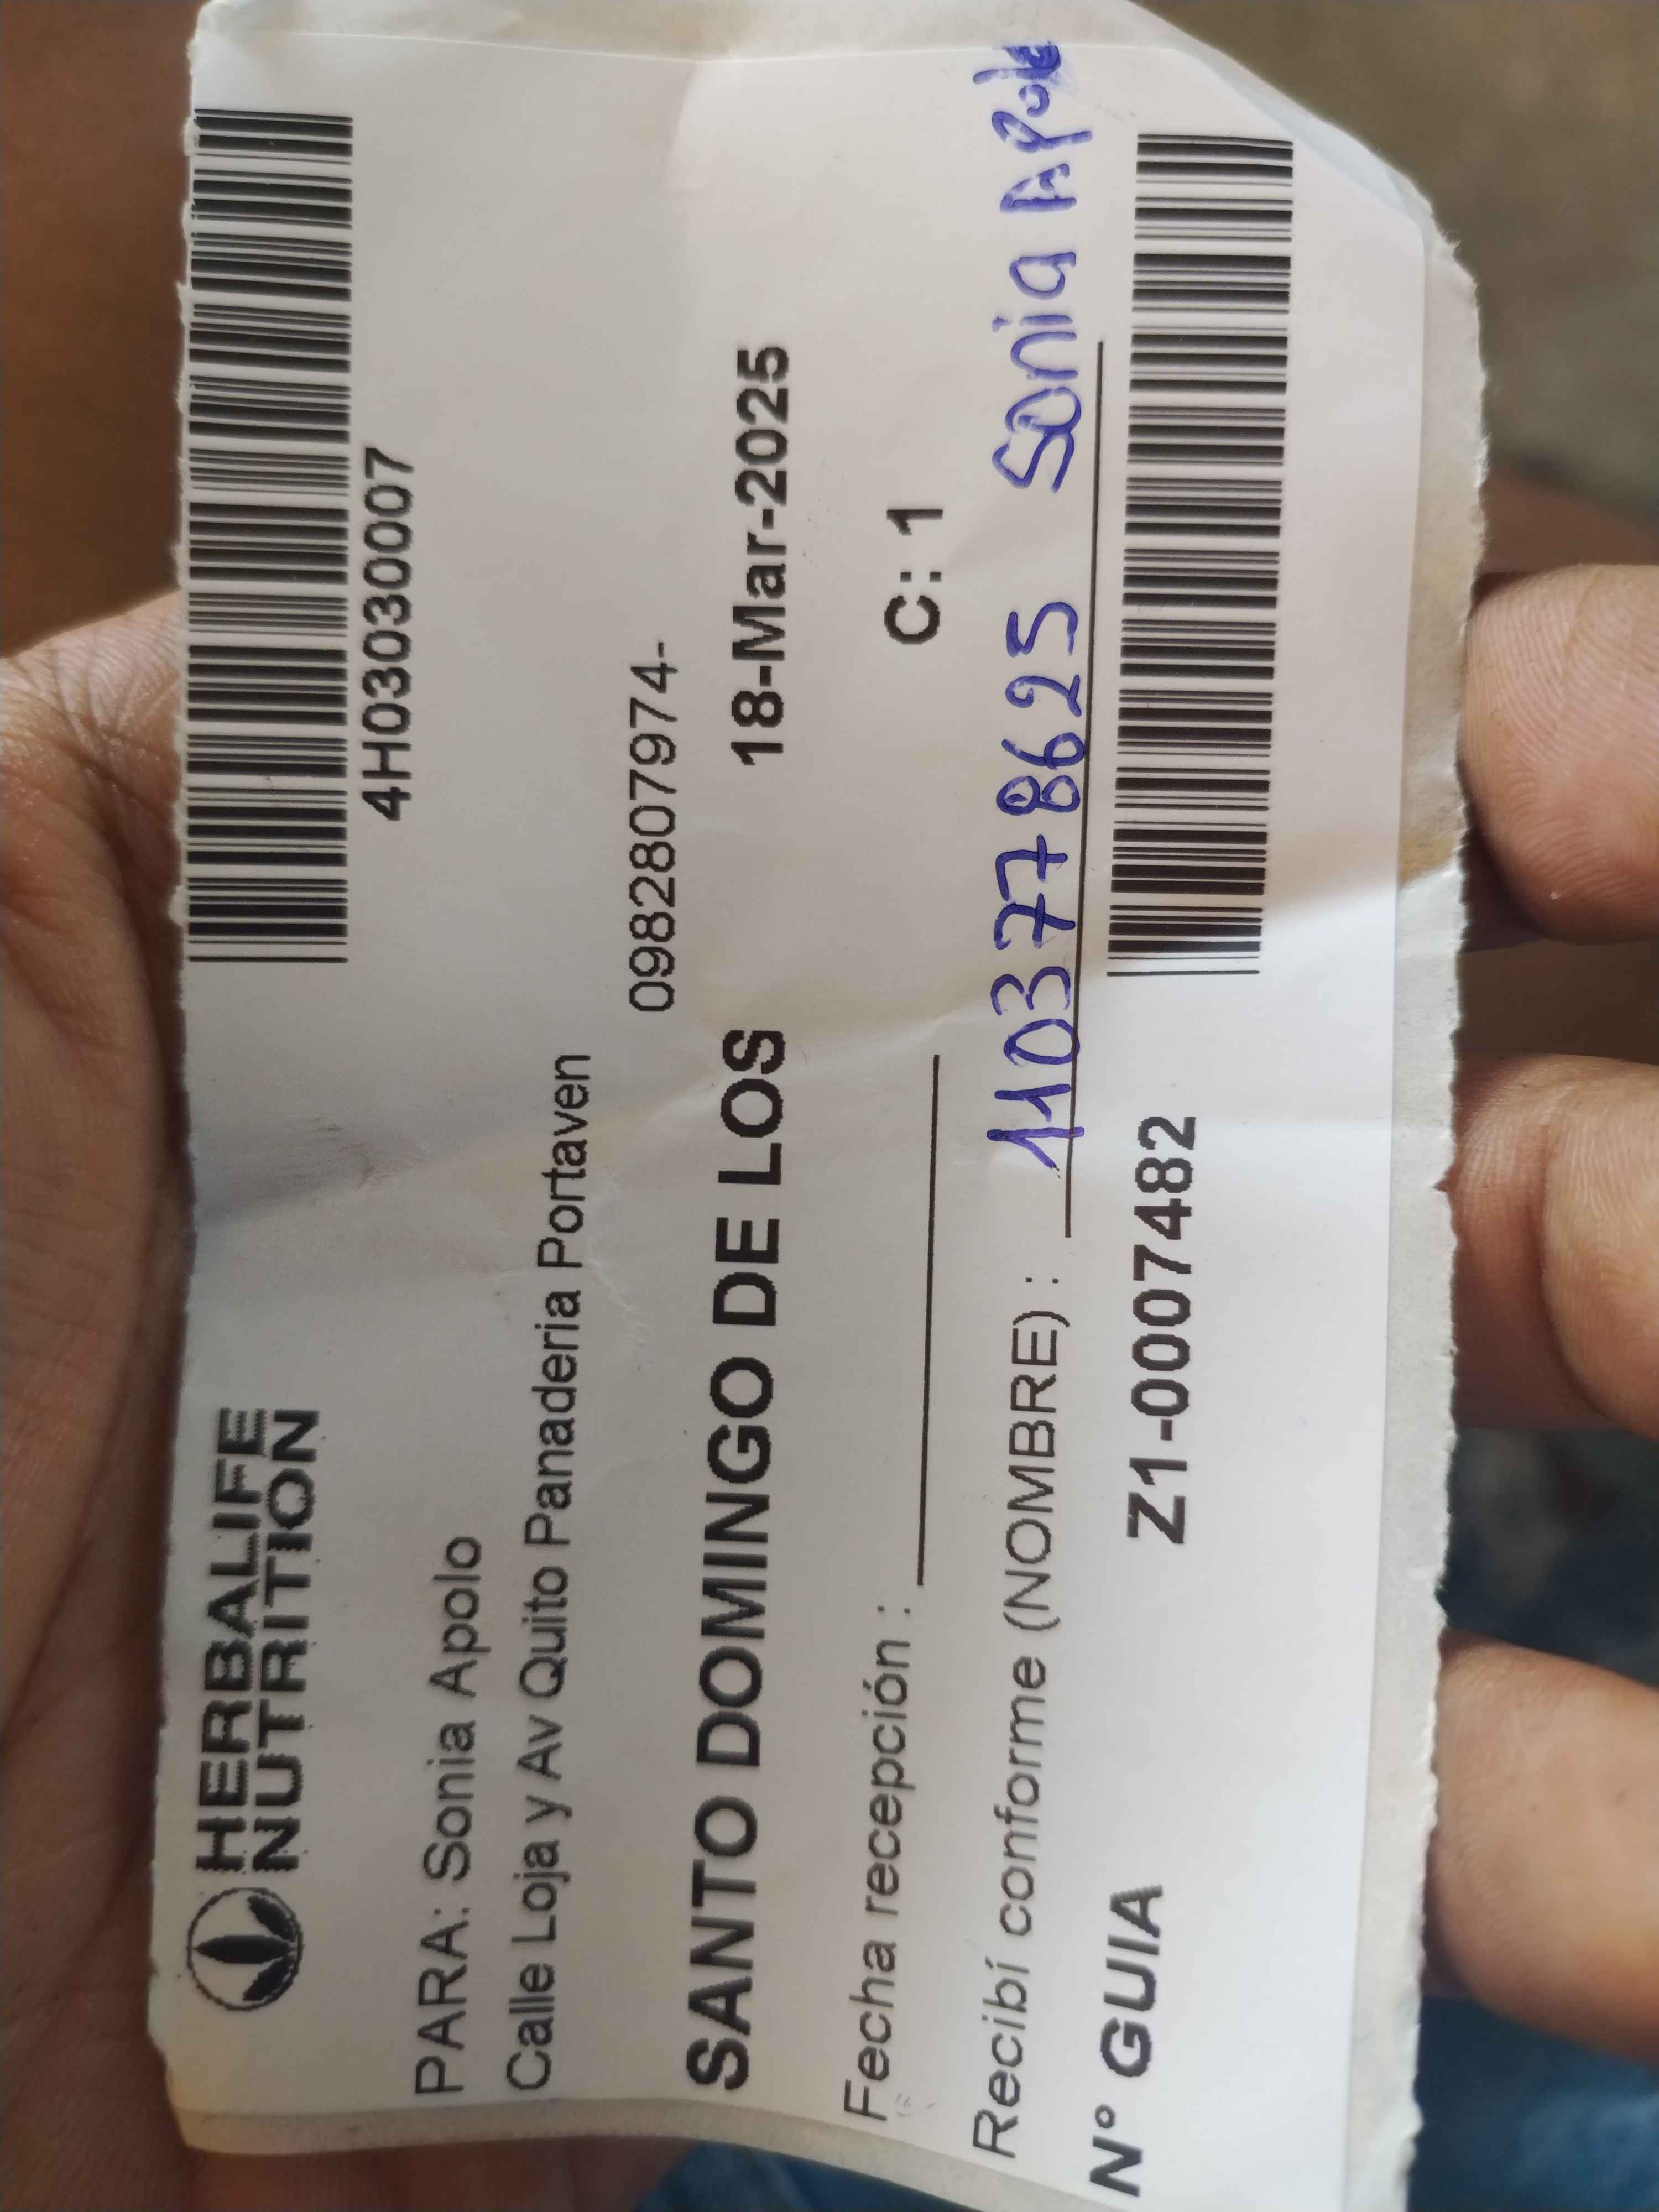 HERBALIFE
NUTRITION
4H03030007
PARA: Sonia Apolo
Calle Loja y Av Quito Panaderia Portaven
0982807974-
SANTO DOMINGO DE LOS 18-Mar-2025
Fecha recepción : C: 1
Recibí conforme (NOMBRE) : 1103778625 Sonia Apolo
N° GUIA Z1-0007482